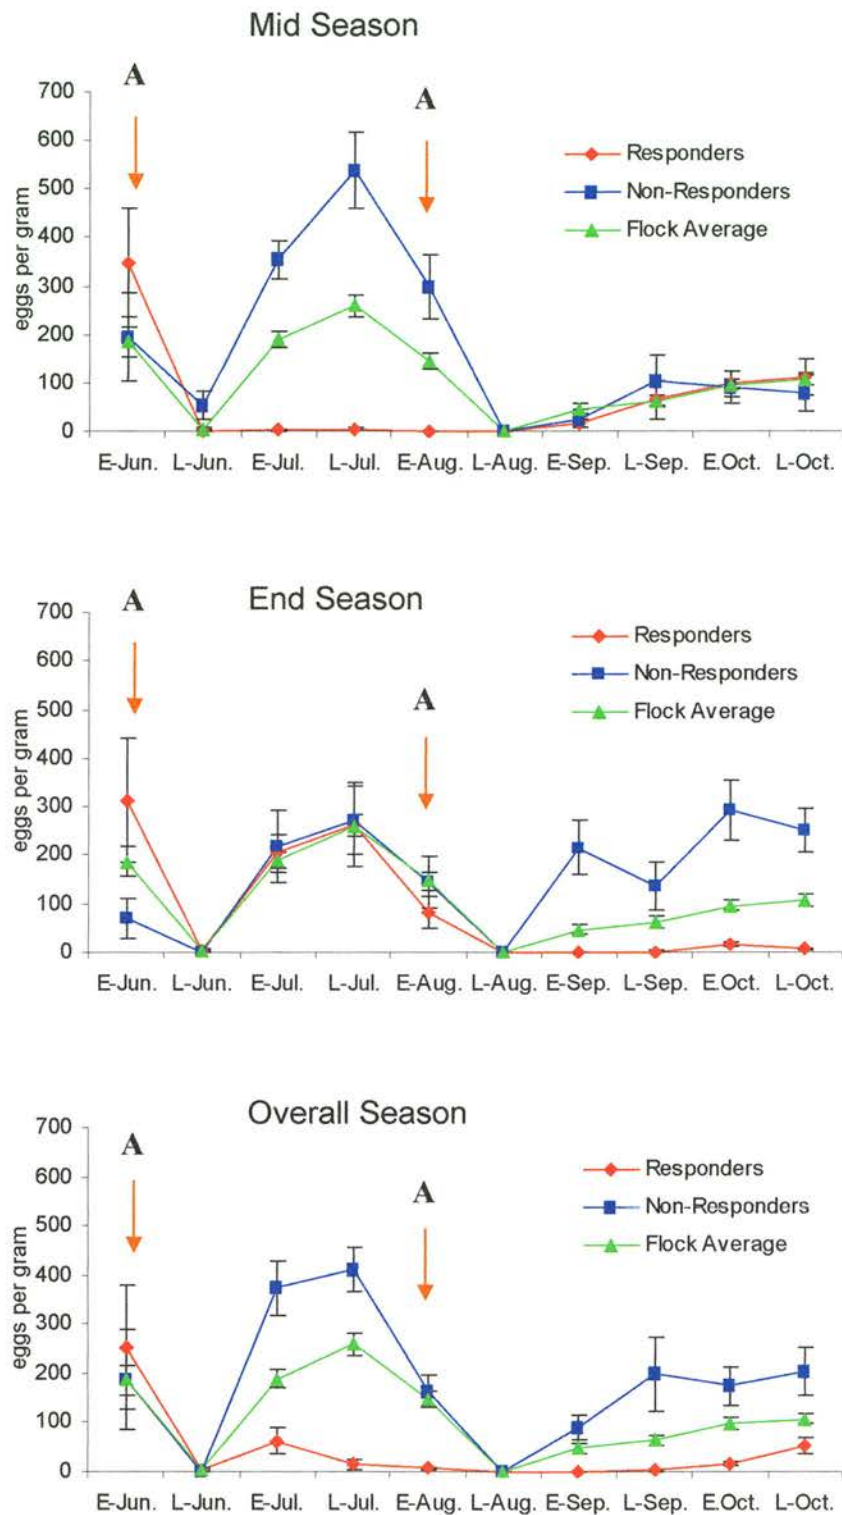 Mid Season
A
A
eggs per gram
700
600
500
400
300
200
100
0
Responders
Non-Responders
Flock Average
E-Jun. L-Jun. E-Jul. L-Jul. E-Aug. L-Aug. E-Sep. L-Sep. E.Oct. L-Oct.
End Season
A
A
eggs per gram
700
600
500
400
300
200
100
0
Responders
Non-Responders
Flock Average
E-Jun. L-Jun. E-Jul. L-Jul. E-Aug. L-Aug. E-Sep. L-Sep. E.Oct. L-Oct.
Overall Season
A
A
eggs per gram
700
600
500
400
300
200
100
0
Responders
Non-Responders
Flock Average
E-Jun. L-Jun. E-Jul. L-Jul. E-Aug. L-Aug. E-Sep. L-Sep. E.Oct. L-Oct.